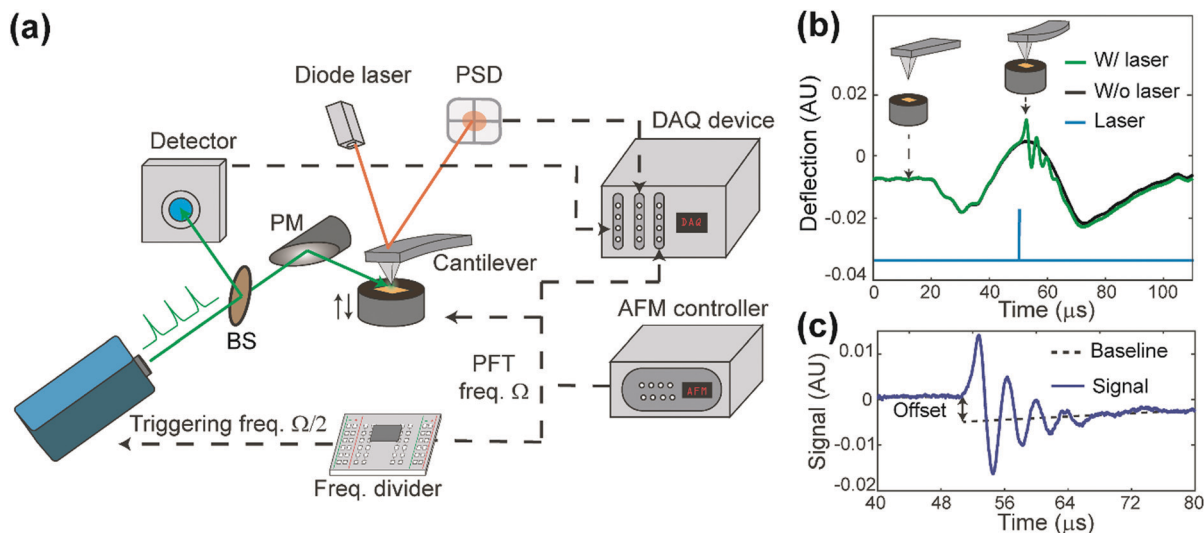 (a)
Diode laser
PSD
Detector
DAQ device
PM
DAQ
Cantilever
BS
AFM controller
PFT
freq. Ω
AFM
Triggering freq. Ω/2
Freq. divider
(b)
Deflection (AU)
0.02
0
-0.02
-0.04
W/ laser
W/o laser
Laser
0
20
40
60
80
100
Time (μs)
(c)
Signal (AU)
0.01
0
-0.01
0.02
Baseline
Signal
Offset
40
48
56
64
72
80
Time (μs)